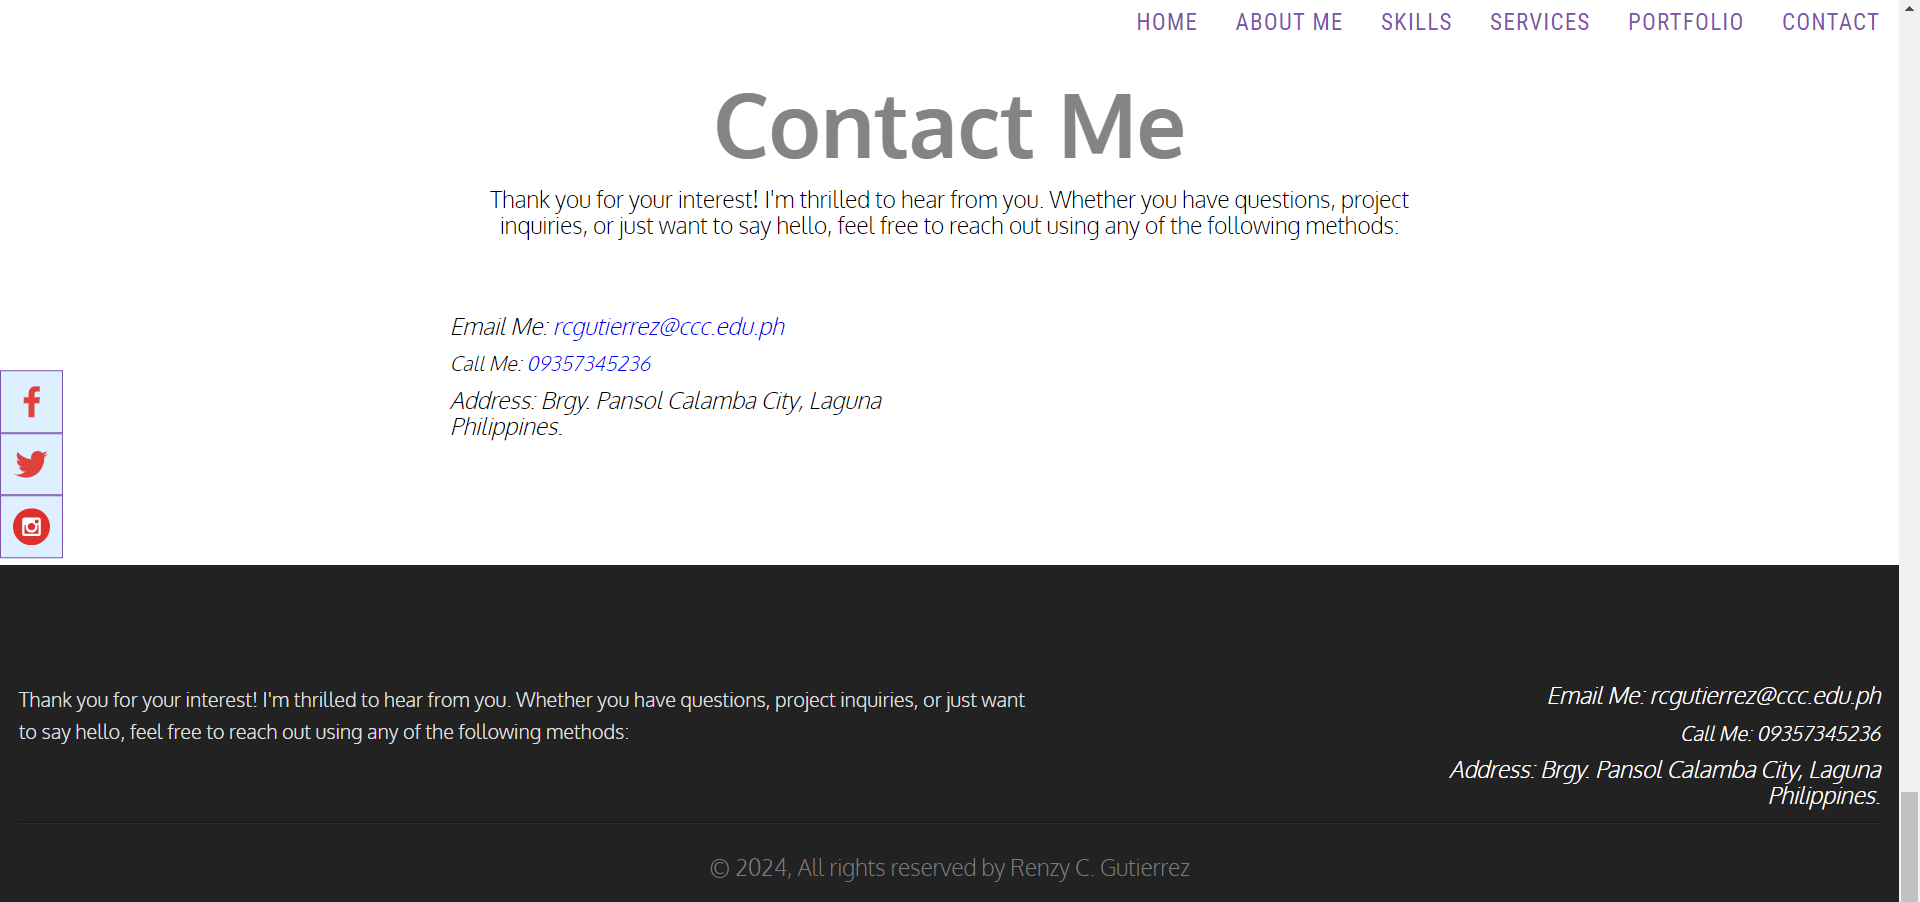 HOME ABOUT ME SKILLS SERVICES PORTFOLIO CONTACT
Contact Me
Thank you for your interest! I'm thrilled to hear from you. Whether you have questions, project
inquiries, or just want to say hello, feel free to reach out using any of the following methods:
Email Me: rcgutierrez@ccc.edu.ph
Call Me: 09357345236
Address: Brgy. Pansol Calamba City, Laguna
Philippines.
Thank you for your interest! I'm thrilled to hear from you. Whether you have questions, project inquiries, or just want
to say hello, feel free to reach out using any of the following methods:
Email Me: rcgutierrez@ccc.edu.ph
Call Me: 09357345236
Address: Brgy. Pansol Calamba City, Laguna
Philippines.
© 2024, All rights reserved by Renzy C. Gutierrez